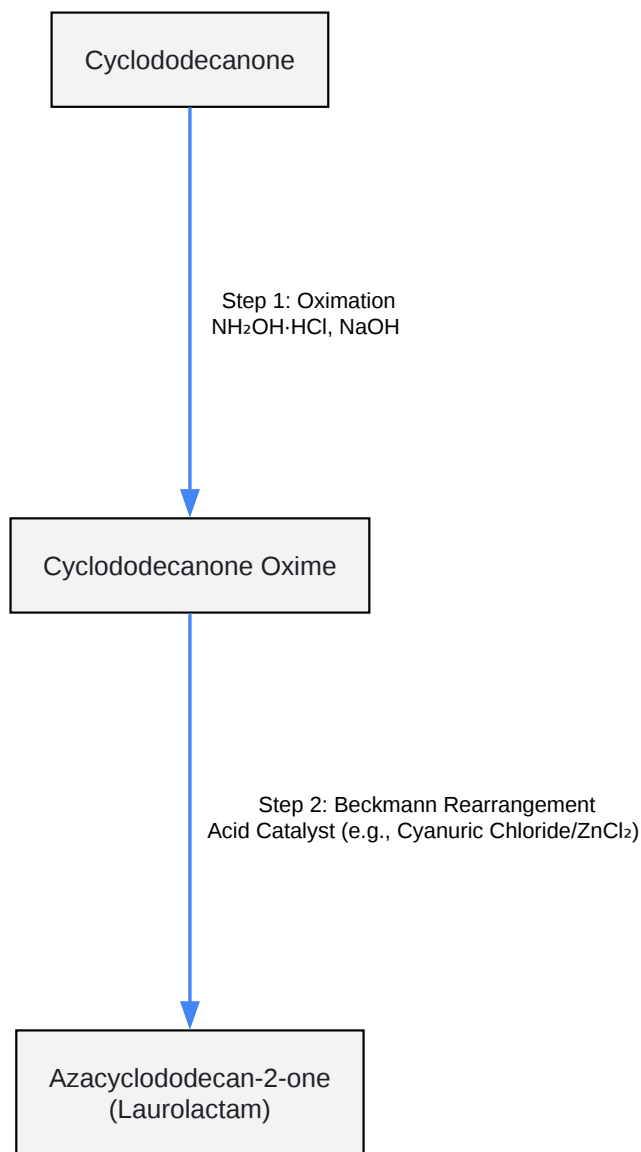 Cyclododecanone
Step 1: Oximation
NH₂OH·HCl, NaOH
Cyclododecanone Oxime
Step 2: Beckmann Rearrangement
Acid Catalyst (e.g., Cyanuric Chloride/ZnCl₂)
Azacyclododecan-2-one
(Laurolactam)